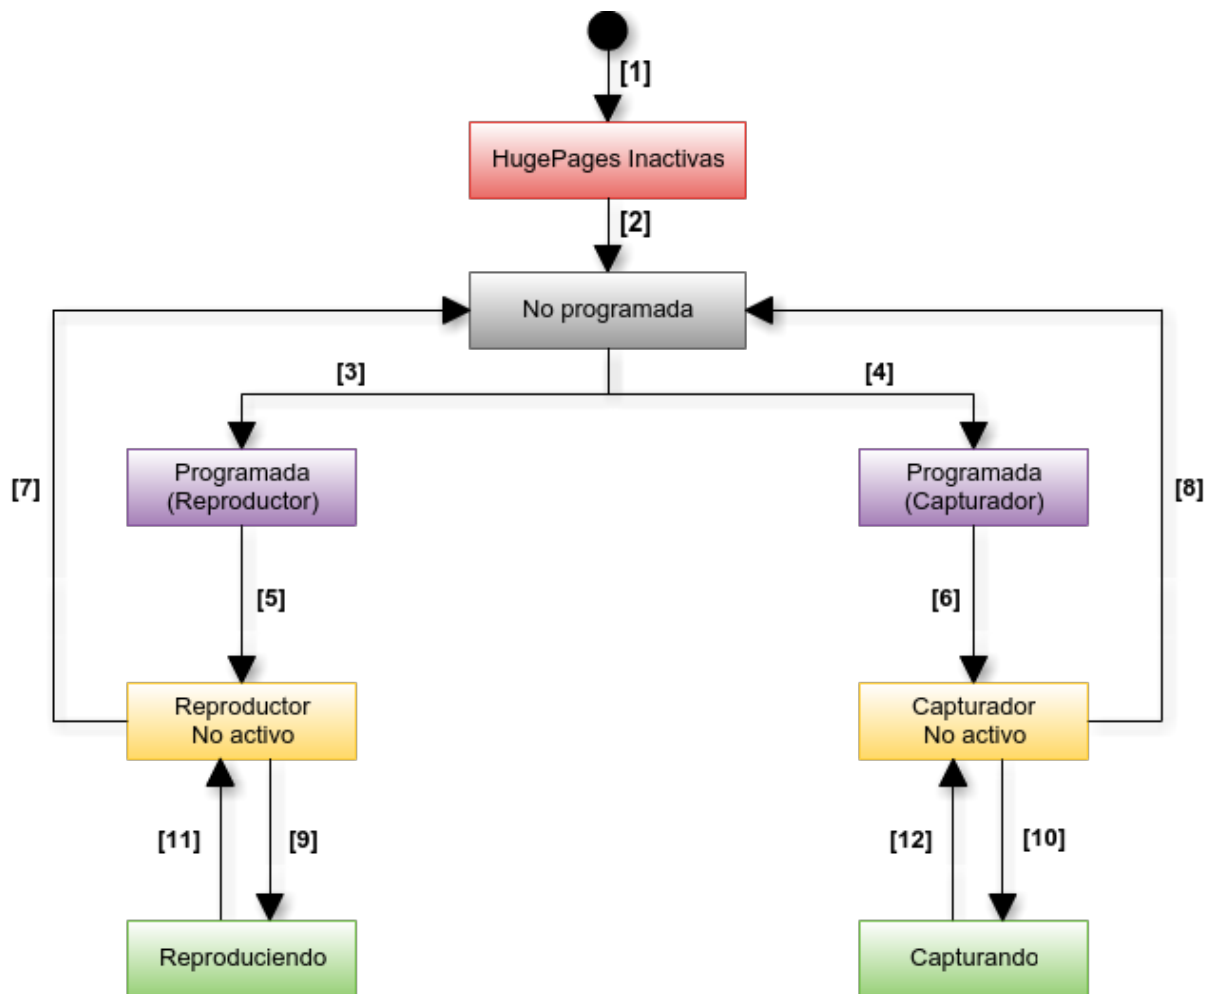 [1]
HugePages Inactivas
[2]
No programada
[3]
[4]
Programada
(Reproductor)
Programada
(Capturador)
[7]
[8]
[5]
[6]
Reproductor
No activo
Capturador
No activo
[11]
[9]
[12]
[10]
Reproduciendo
Capturando